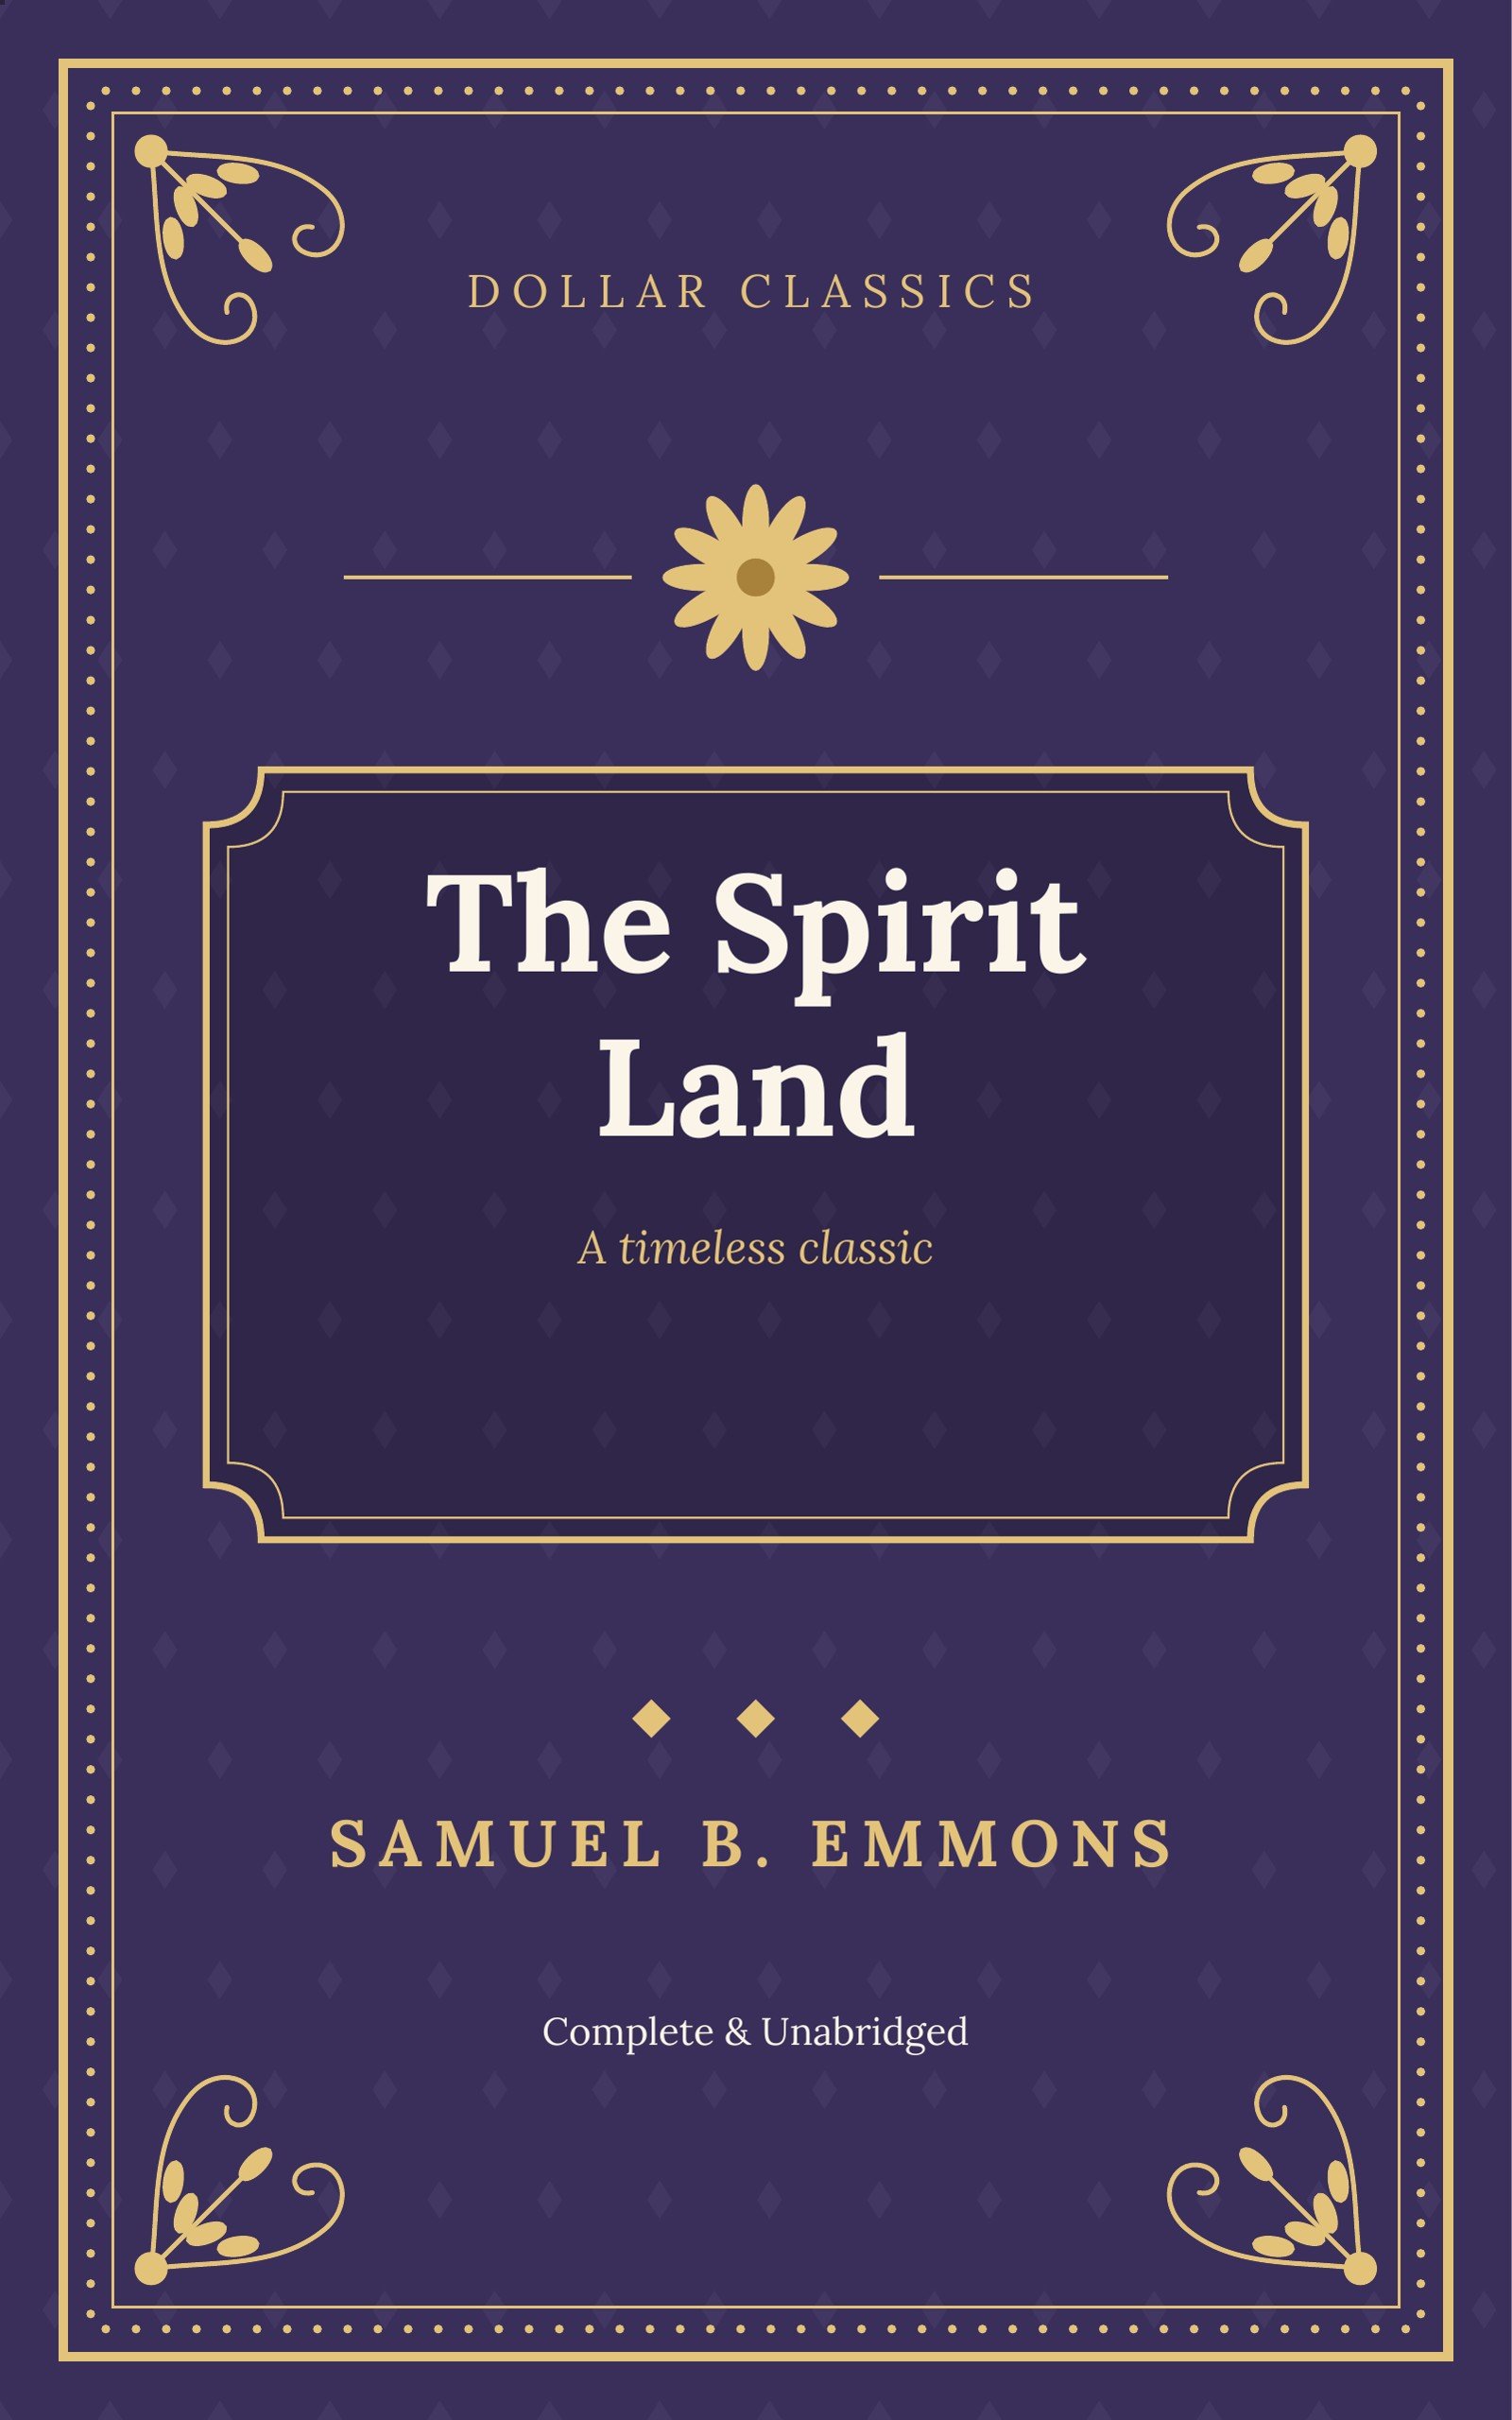 DOLLAR CLASSICS
The Spirit
Land
A timeless classic
SAMUEL B. EMMONS
Complete & Unabridged